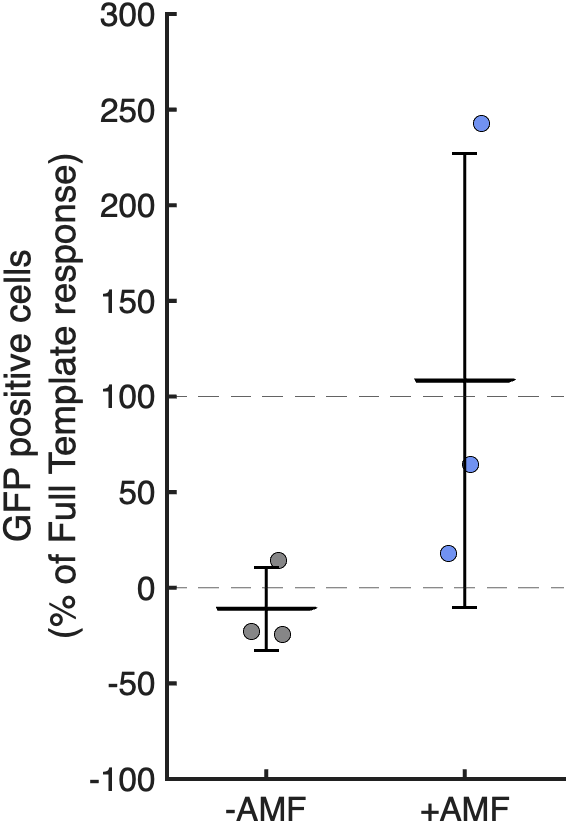 GFP positive cells
(% of Full Template response)
300
250
200
150
100
50
0
-50
-100
-AMF
+AMF